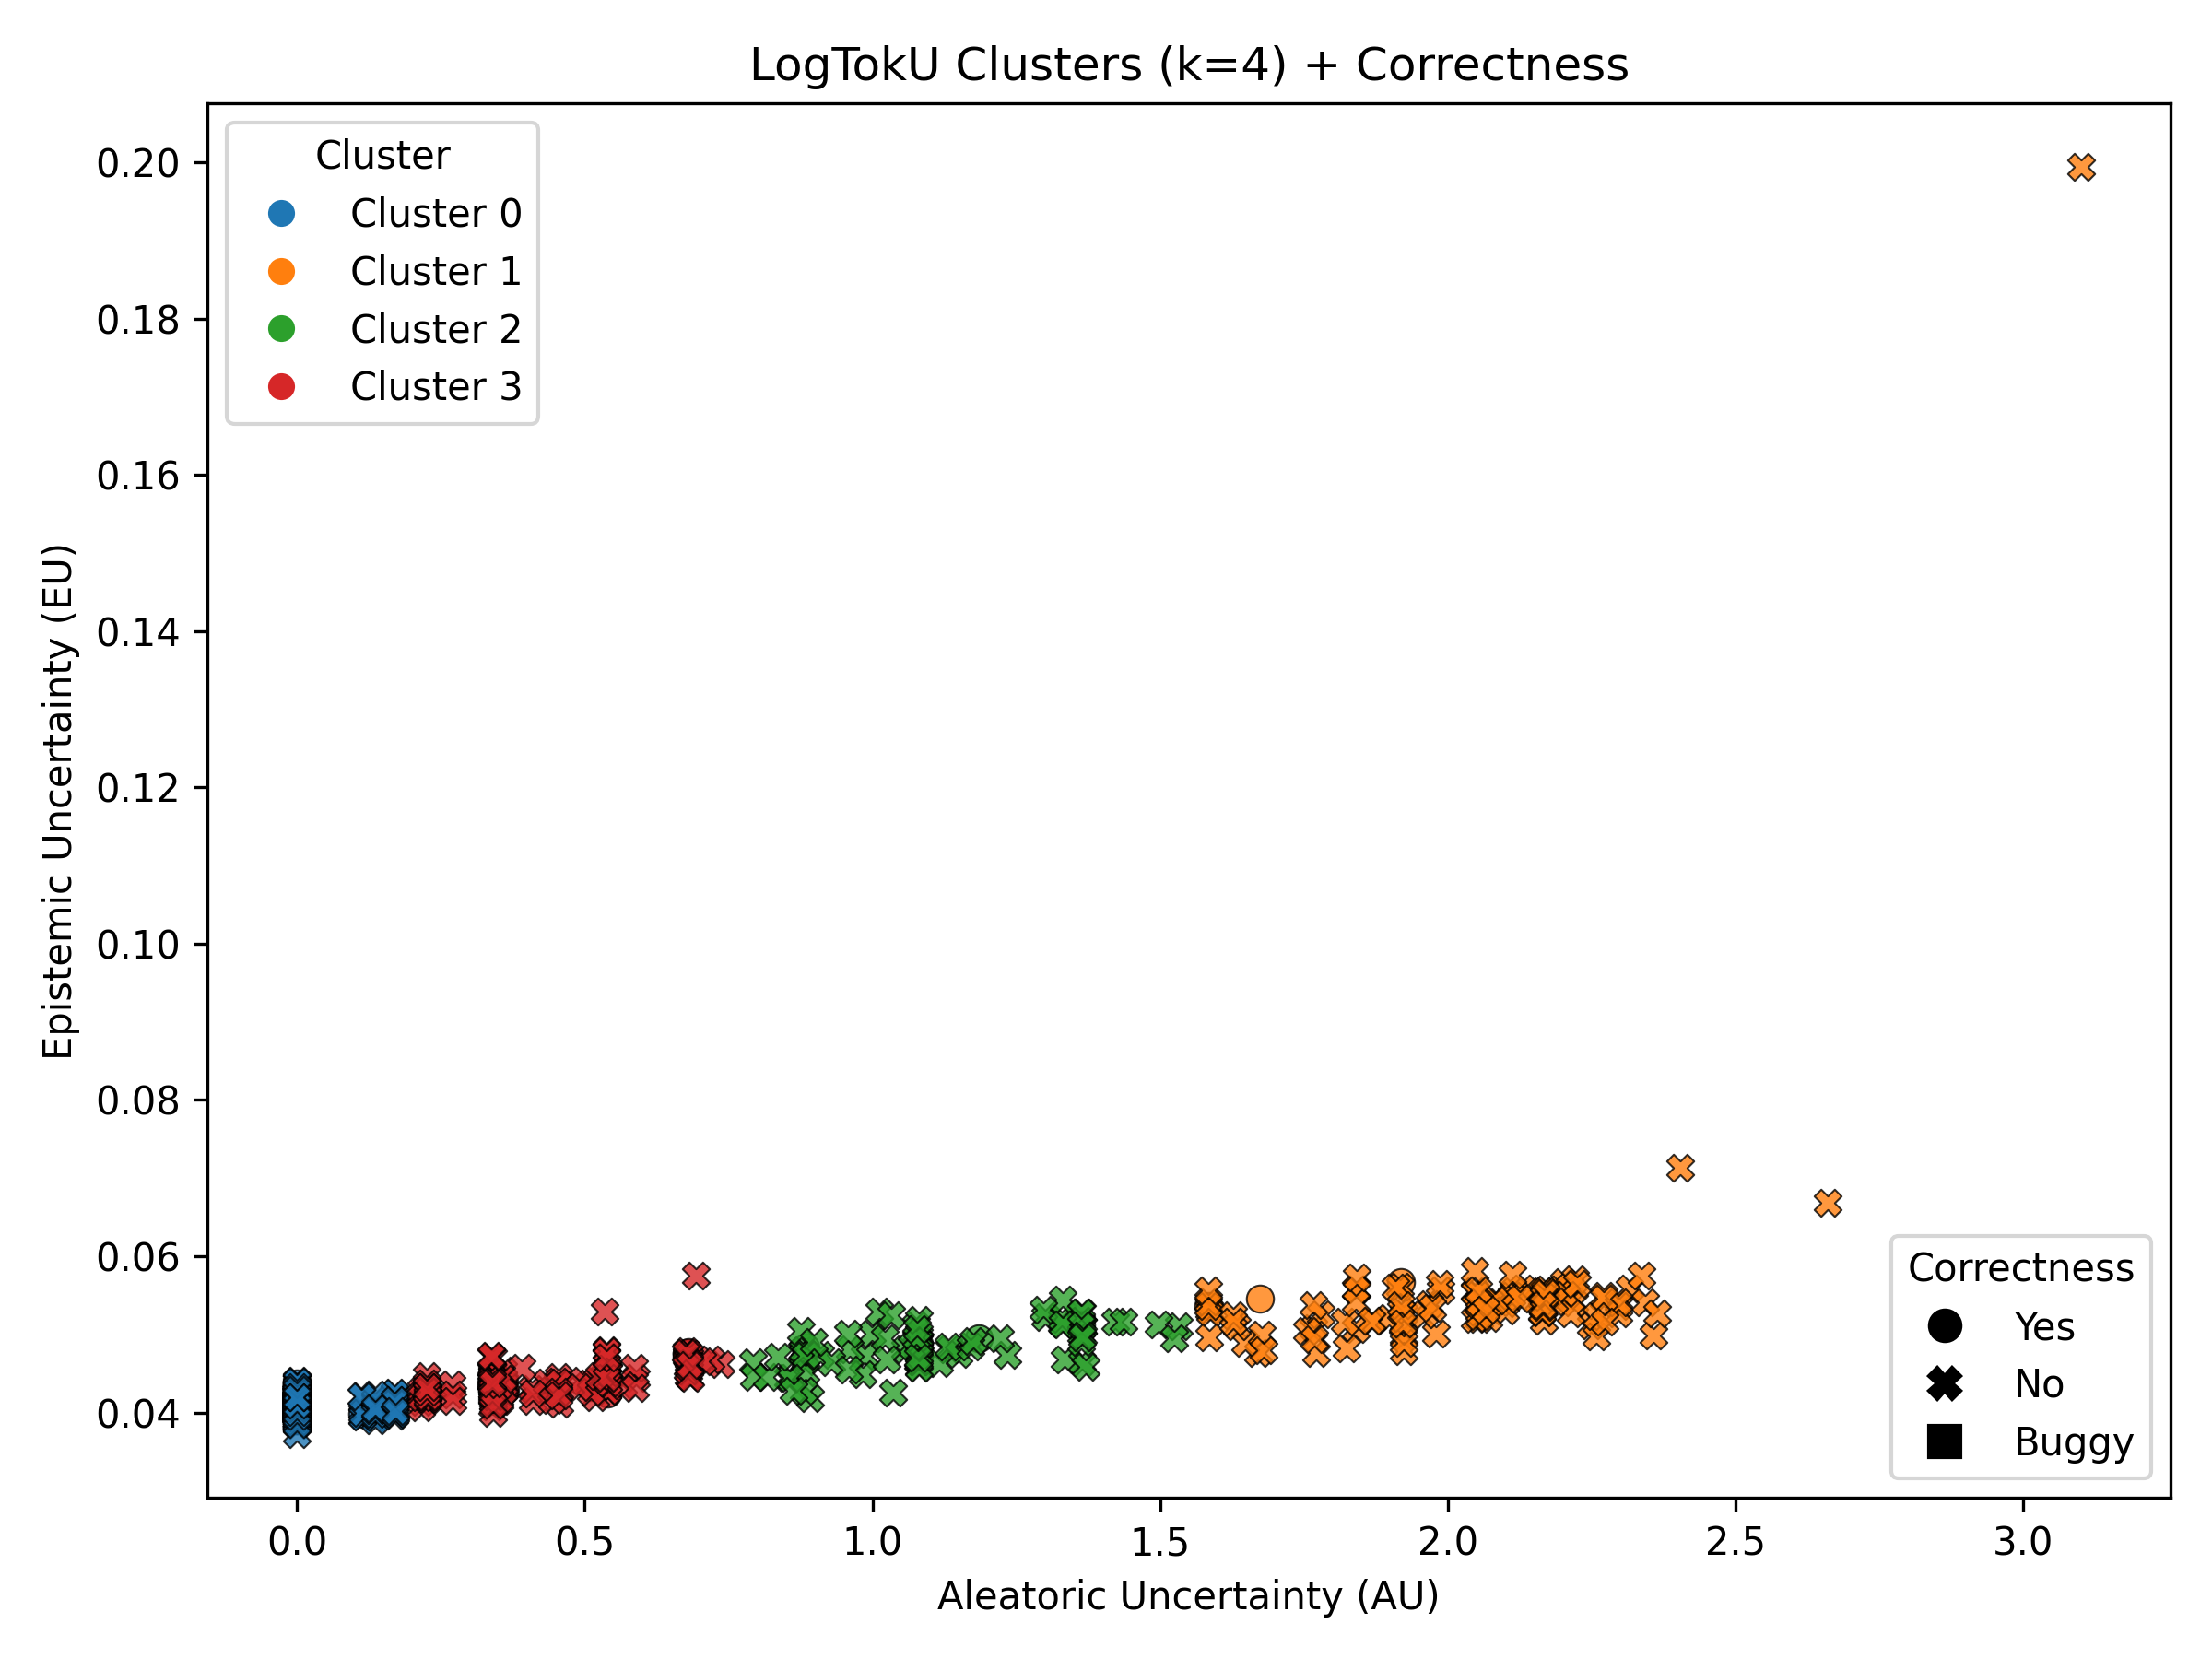 LogTokU Clusters (k=4) + Correctness
Cluster
Cluster 0
Cluster 1
Cluster 2
Cluster 3
Epistemic Uncertainty (EU)
0.20
0.18
0.16
0.14
0.12
0.10
0.08
0.06
0.04
Correctness
Yes
No
Buggy
0.0
0.5
1.0
1.5
2.0
2.5
3.0
Aleatoric Uncertainty (AU)